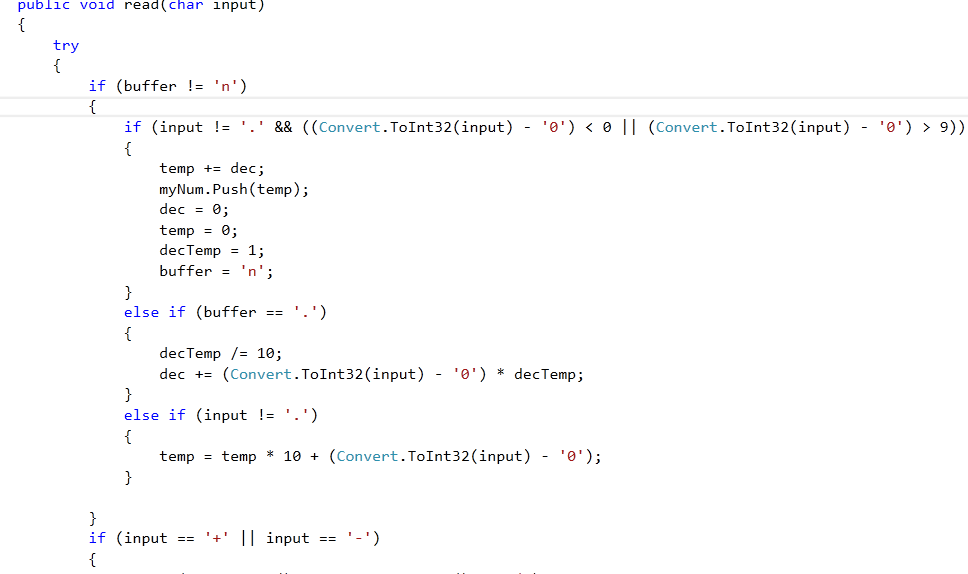 public void read(char input)
{
try
{
if (buffer != 'n')
{
if (input != '.' && ((Convert.ToInt32(input) - '0') < 0 || (Convert.ToInt32(input) - '0') > 9))
{
temp += dec;
myNum.Push(temp);
dec = 0;
temp = 0;
decTemp = 1;
buffer = 'n';
}
else if (buffer == '.')
{
decTemp /= 10;
dec += (Convert.ToInt32(input) - '0') * decTemp;
}
else if (input != '.')
{
temp = temp * 10 + (Convert.ToInt32(input) - '0');
}
}
if (input == '+' || input == '-')
{